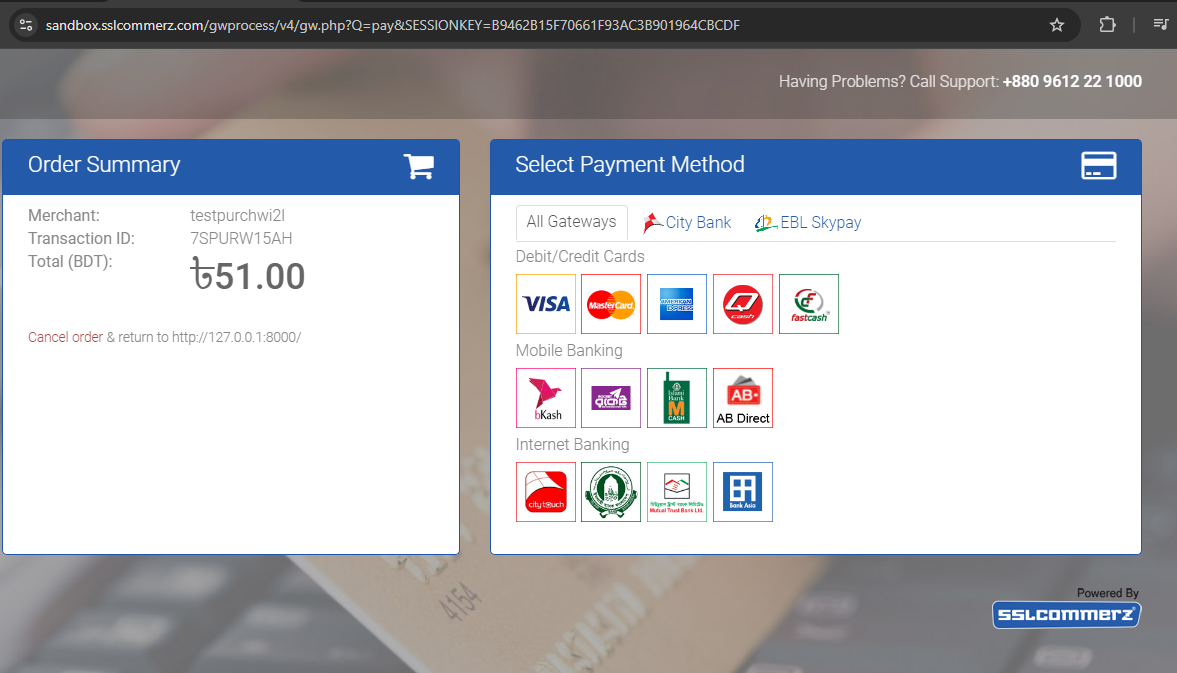 sandbox.sslcommerz.com/gwprocess/v4/gw.php?Q=pay&SESSIONKEY=B9462B15F70661F93AC3B901964CBCDF
Having Problems? Call Support: +880 9612 22 1000
Order Summary
Merchant: testpurchwi2l
Transaction ID: 7SPURW15AH
Total (BDT): ৳51.00
Cancel order & return to http://127.0.0.1:8000/
Select Payment Method
All Gateways City Bank EBL Skypay
Debit/Credit Cards
VISA MasterCard AMERICAN EXPRESS Q cash fastcash
Mobile Banking
bKash রকেট Islami Bank M CASH AB AB Direct
Internet Banking
citytouch Mutual Trust Bank Ltd. Bank Asia
4154
Powered By
SSLCOMMERZ